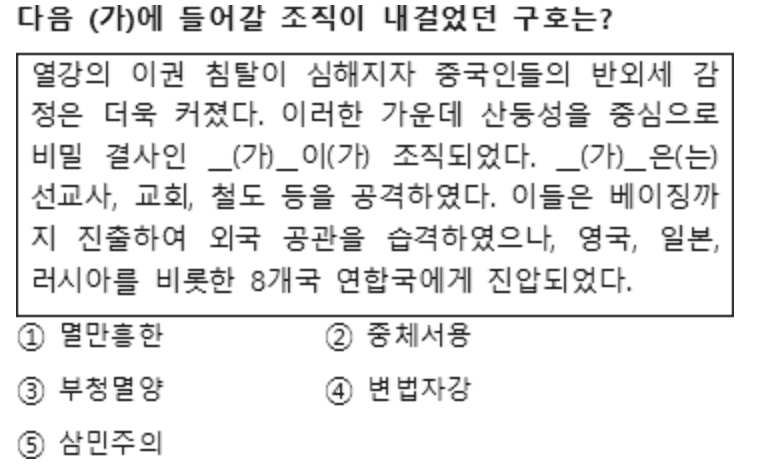 다음 (가)에 들어갈 조직이 내걸었던 구호는?
열강의 이권 침탈이 심해지자 중국인들의 반외세 감
정은 더욱 커졌다. 이러한 가운데 산둥성을 중심으로
비밀 결사인 __(가)__이(가) 조직되었다. __(가)__은(는)
선교사, 교회, 철도 등을 공격하였다. 이들은 베이징까
지 진출하여 외국 공관을 습격하였으나, 영국, 일본,
러시아를 비롯한 8개국 연합국에게 진압되었다.
① 멸만흥한 ② 중체서용
③ 부청멸양 ④ 변법자강
⑤ 삼민주의